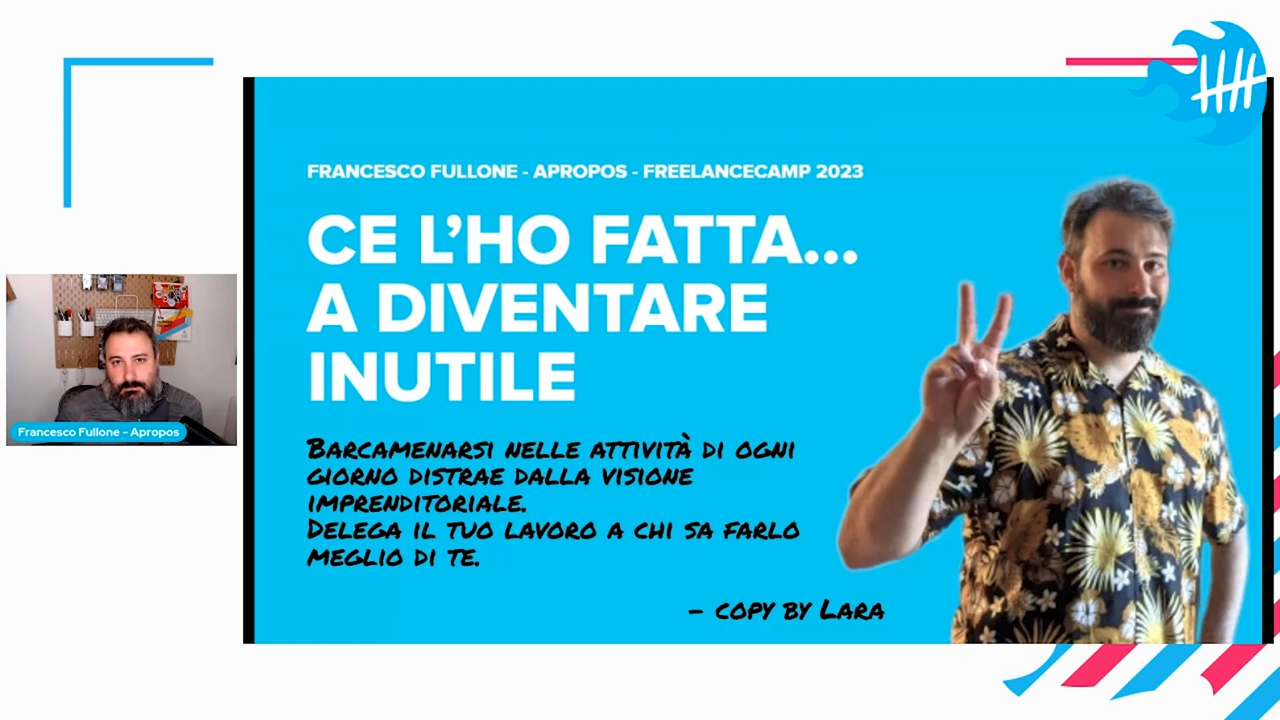 FRANCESCO FULLONE - APROPOS - FREELANCECAMP 2023
CE L'HO FATTA...
A DIVENTARE
INUTILE
BARCAMENARSI NELLE ATTIVITÀ DI OGNI
GIORNO DISTRAE DALLA VISIONE
IMPRENDITORIALE.
DELEGA IL TUO LAVORO A CHI SA FARLO
MEGLIO DI TE.
- COPY BY LARA
Francesco Fullone - Apropos